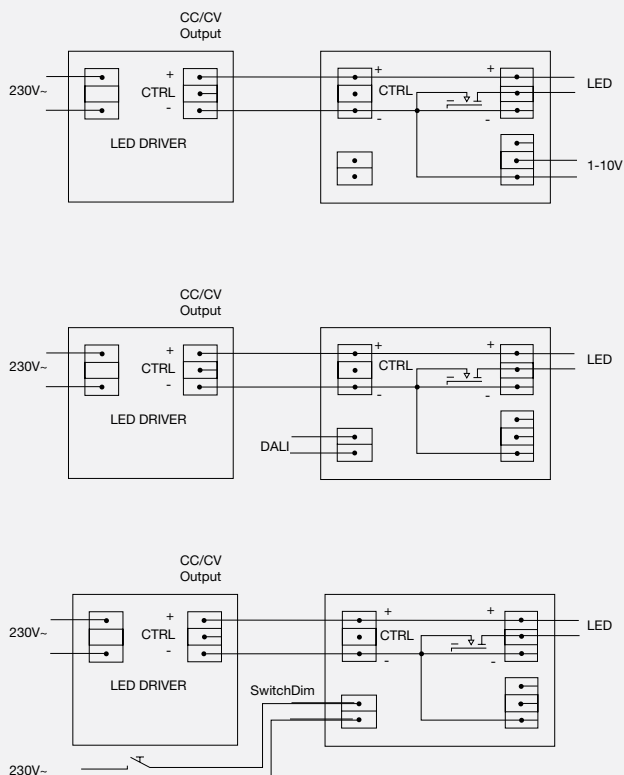 CC/CV
Output
+ + +
230V~ CTRL CTRL LED
- - -
LED DRIVER
1-10V
CC/CV
Output
+ + +
230V~ CTRL CTRL LED
- - -
LED DRIVER
DALI
CC/CV
Output
+ + +
230V~ CTRL CTRL LED
- - -
LED DRIVER
SwitchDim
230V~